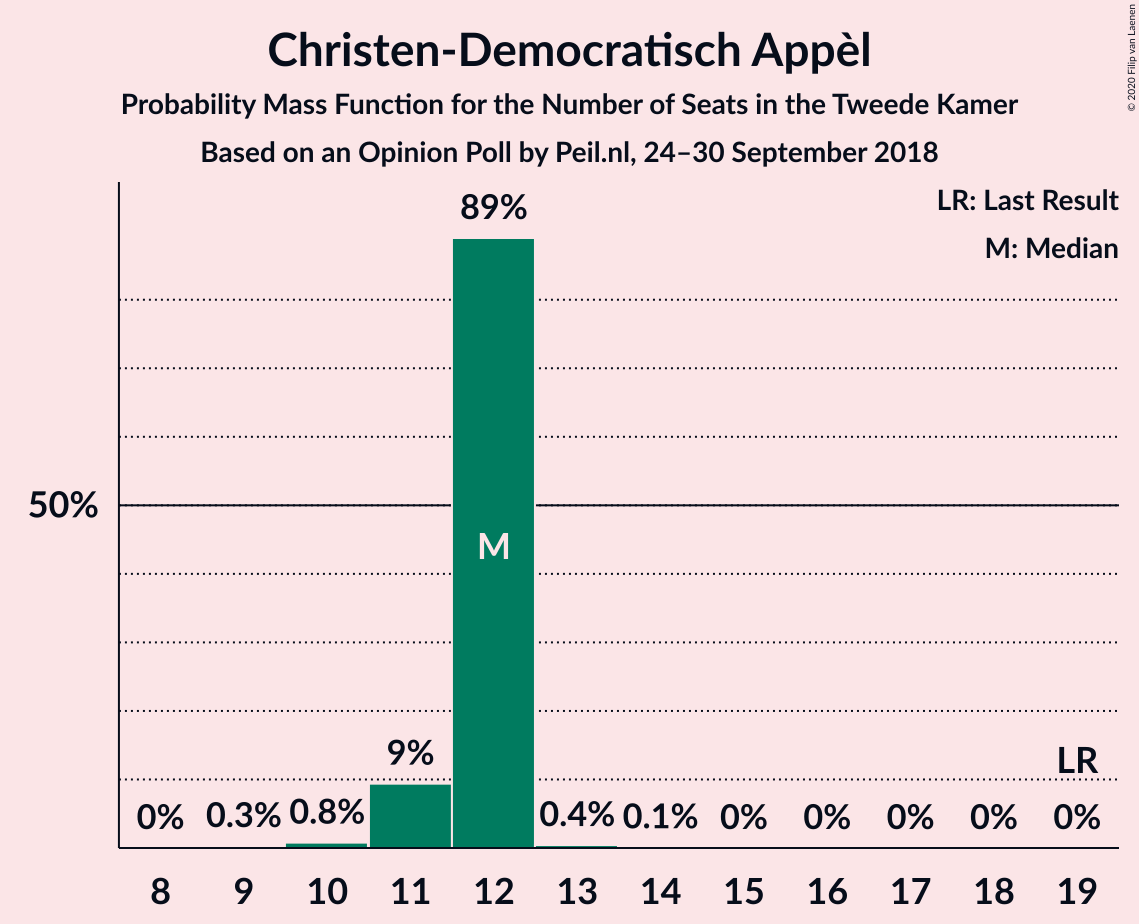 Christen-Democratisch Appèl
Probability Mass Function for the Number of Seats in the Tweede Kamer
Based on an Opinion Poll by Peil.nl, 24–30 September 2018
© 2020 Filip van Laenen
LR: Last Result
M: Median
89%
50%
M
9%
LR
0% 0.3% 0.8% 0.4% 0.1% 0% 0% 0% 0% 0%
8 9 10 11 12 13 14 15 16 17 18 19